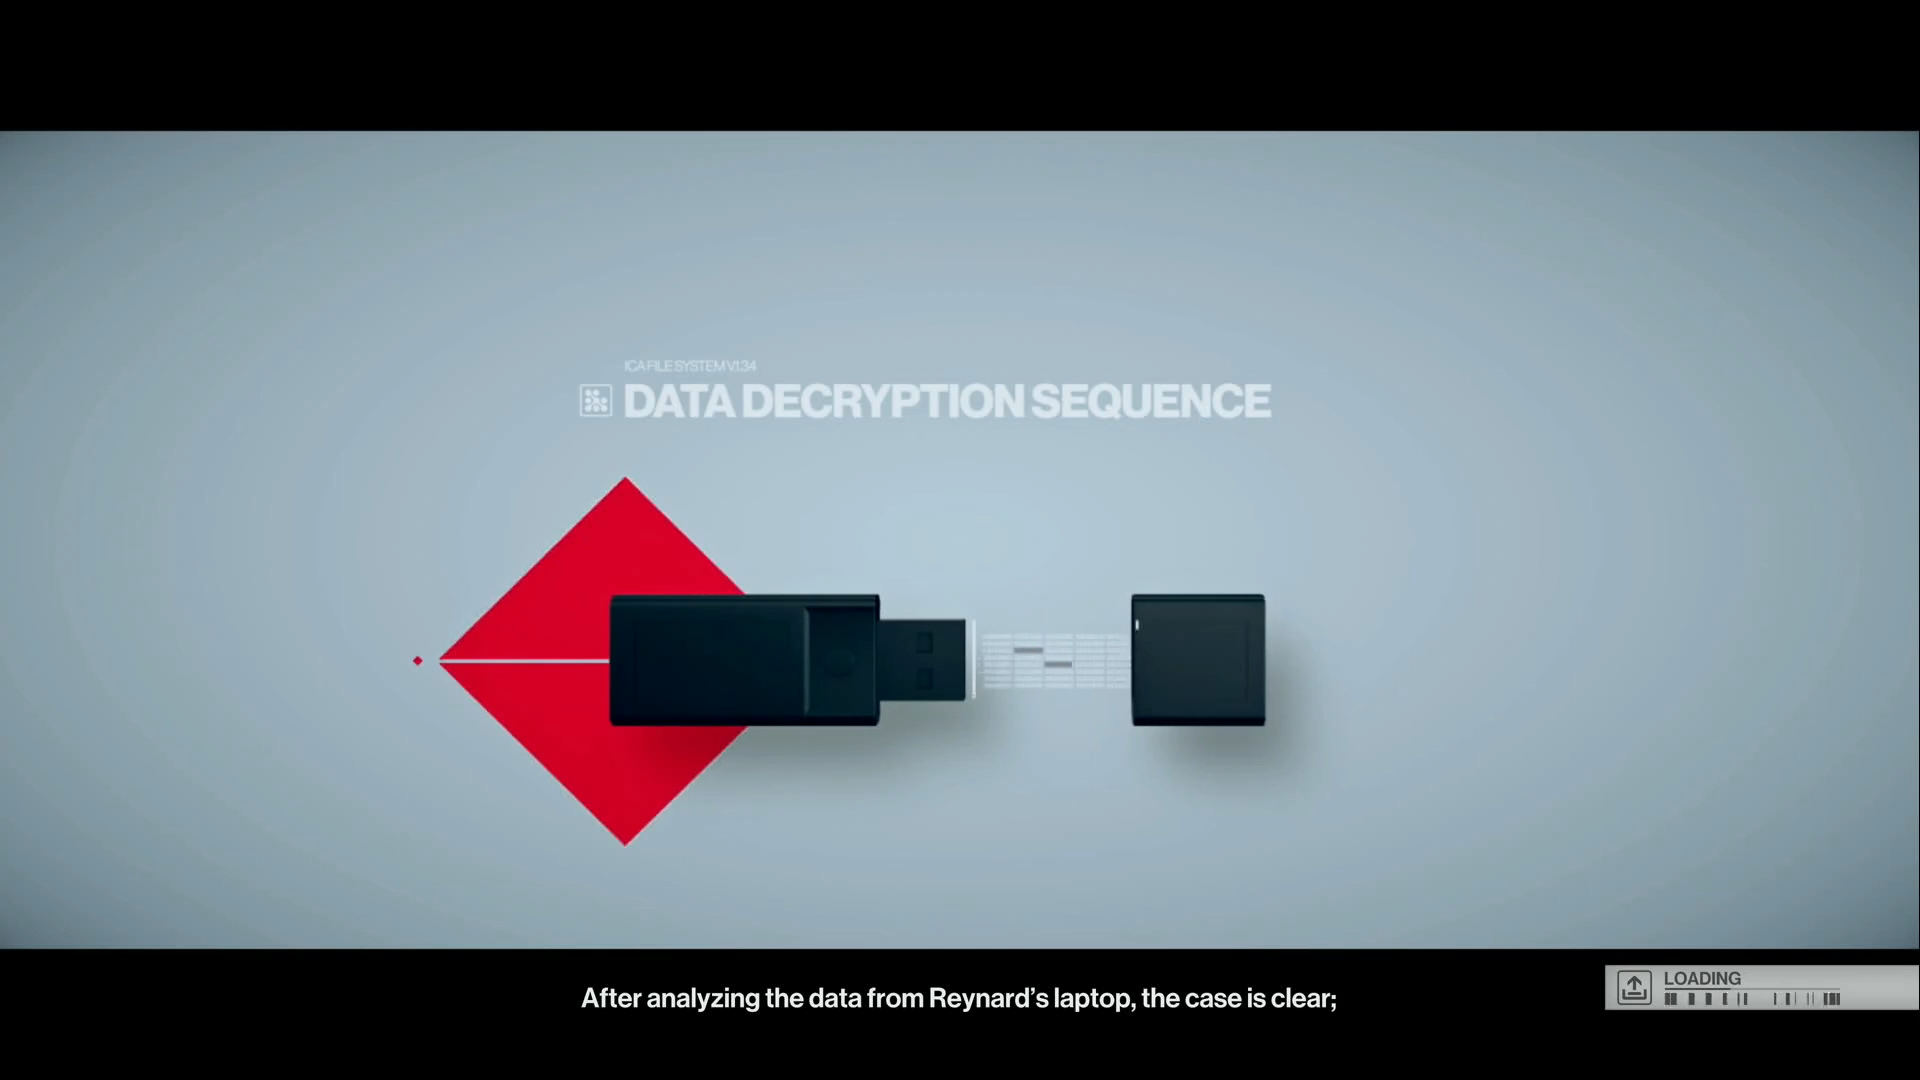 ICA FILE SYSTEM V.1.34
DATA DECRYPTION SEQUENCE
After analyzing the data from Reynard's laptop, the case is clear;
LOADING